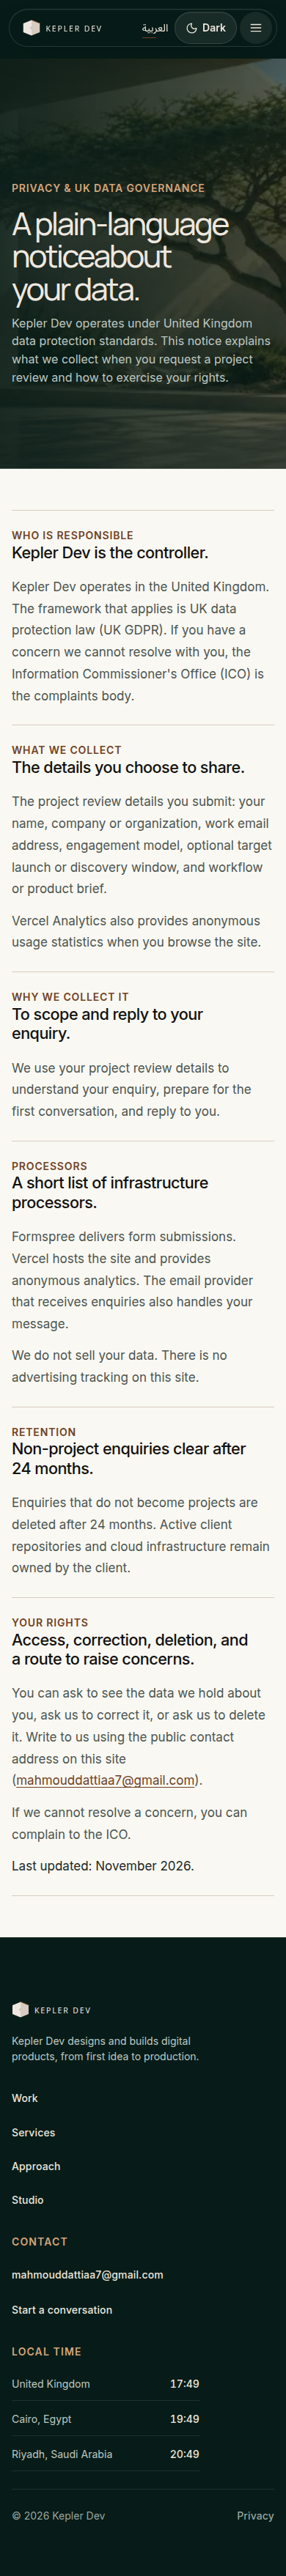 KEPLER DEV
العربية
Dark
PRIVACY & UK DATA GOVERNANCE
A plain-language
noticeabout
your data.
Kepler Dev operates under United Kingdom
data protection standards. This notice explains
what we collect when you request a project
review and how to exercise your rights.
WHO IS RESPONSIBLE
Kepler Dev is the controller.
Kepler Dev operates in the United Kingdom.
The framework that applies is UK data
protection law (UK GDPR). If you have a
concern we cannot resolve with you, the
Information Commissioner's Office (ICO) is
the complaints body.
WHAT WE COLLECT
The details you choose to share.
The project review details you submit: your
name, company or organization, work email
address, engagement model, optional target
launch or discovery window, and workflow
or product brief.
Vercel Analytics also provides anonymous
usage statistics when you browse the site.
WHY WE COLLECT IT
To scope and reply to your
enquiry.
We use your project review details to
understand your enquiry, prepare for the
first conversation, and reply to you.
PROCESSORS
A short list of infrastructure
processors.
Formspree delivers form submissions.
Vercel hosts the site and provides
anonymous analytics. The email provider
that receives enquiries also handles your
message.
We do not sell your data. There is no
advertising tracking on this site.
RETENTION
Non-project enquiries clear after
24 months.
Enquiries that do not become projects are
deleted after 24 months. Active client
repositories and cloud infrastructure remain
owned by the client.
YOUR RIGHTS
Access, correction, deletion, and
a route to raise concerns.
You can ask to see the data we hold about
you, ask us to correct it, or ask us to delete
it. Write to us using the public contact
address on this site
(mahmouddattiaa7@gmail.com).
If we cannot resolve a concern, you can
complain to the ICO.
Last updated: November 2026.
KEPLER DEV
Kepler Dev designs and builds digital
products, from first idea to production.
Work
Services
Approach
Studio
CONTACT
mahmouddattiaa7@gmail.com
Start a conversation
LOCAL TIME
United Kingdom 17:49
Cairo, Egypt 19:49
Riyadh, Saudi Arabia 20:49
© 2026 Kepler Dev Privacy